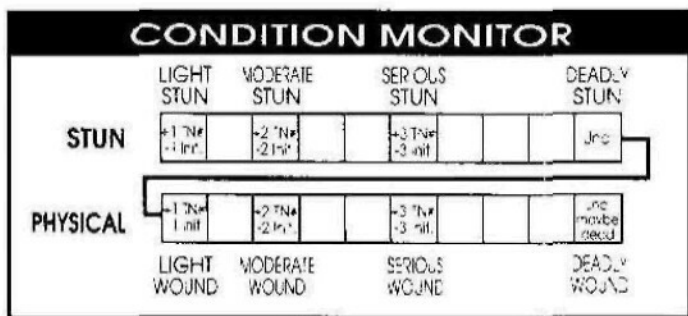 CONDITION MONITOR
LIGHT STUN
MODERATE STUN
SERIOUS STUN
DEADLY STUN
STUN
+1 TN#
-1 Init.
+2 TN#
-2 Init.
+3 TN#
-3 Init.
Unc
PHYSICAL
+1 TN#
-1 Init.
+2 TN#
-2 Init.
+3 TN#
-3 Init.
Unc
maybe
dead
LIGHT WOUND
MODERATE WOUND
SERIOUS WOUND
DEADLY WOUND